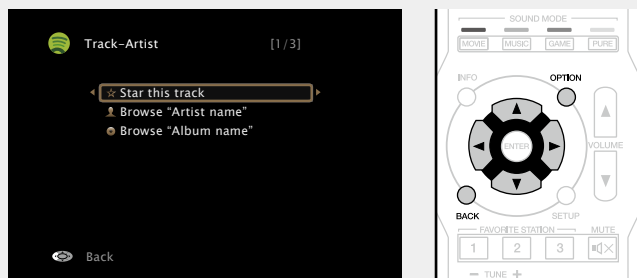 Track–Artist [1/3]
☆ Star this track
Browse “Artist name”
Browse “Album name”
Back
SOUND MODE
MOVIE MUSIC GAME PURE
INFO OPTION
ENTER
VOLUME
BACK SETUP
FAVORITE STATION MUTE
1 2 3
− TUNE +